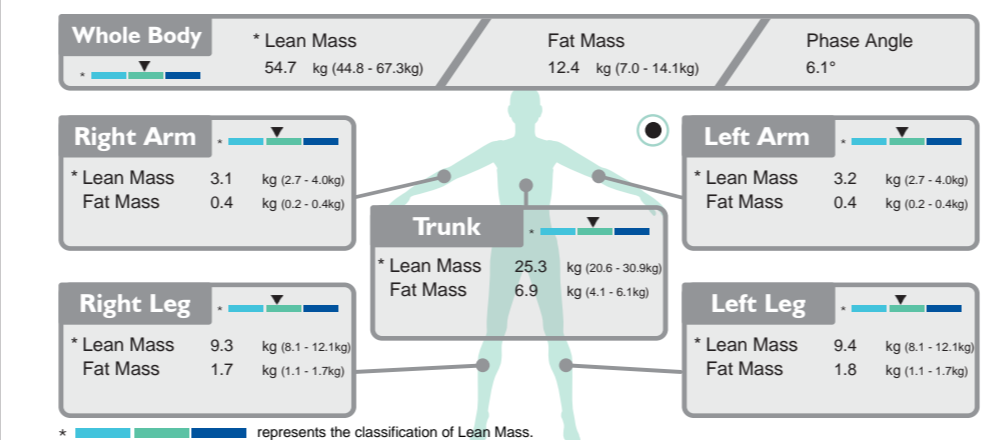 Whole Body
* Lean Mass
54.7 kg (44.8 - 67.3kg)
Fat Mass
12.4 kg (7.0 - 14.1kg)
Phase Angle
6.1°
*
Right Arm
*
* Lean Mass 3.1 kg (2.7 - 4.0kg)
Fat Mass 0.4 kg (0.2 - 0.4kg)
Left Arm
*
* Lean Mass 3.2 kg (2.7 - 4.0kg)
Fat Mass 0.4 kg (0.2 - 0.4kg)
Trunk
*
* Lean Mass 25.3 kg (20.6 - 30.9kg)
Fat Mass 6.9 kg (4.1 - 6.1kg)
Right Leg
*
* Lean Mass 9.3 kg (8.1 - 12.1kg)
Fat Mass 1.7 kg (1.1 - 1.7kg)
Left Leg
*
* Lean Mass 9.4 kg (8.1 - 12.1kg)
Fat Mass 1.8 kg (1.1 - 1.7kg)
* represents the classification of Lean Mass.